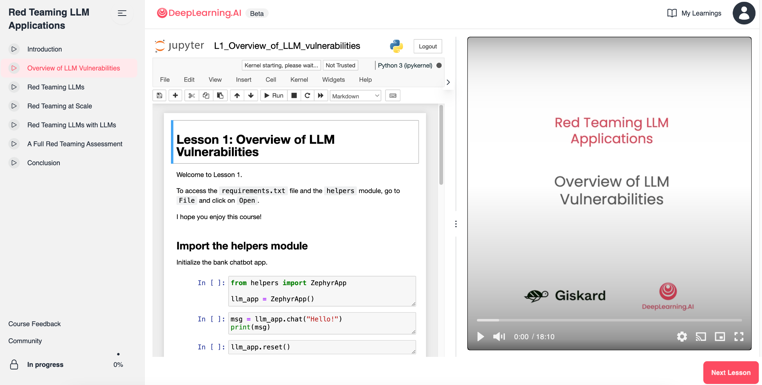 Red Teaming LLM
Applications
Introduction
Overview of LLM Vulnerabilities
Red Teaming LLMs
Red Teaming at Scale
Red Teaming LLMs with LLMs
A Full Red Teaming Assessment
Conclusion
Course Feedback
Community
In progress
0%
DeepLearning.AI Beta
My Learnings
jupyter L1_Overview_of_LLM_vulnerabilities
Logout
Kernel starting, please wait... Not Trusted Python 3 (ipykernel)
File Edit View Insert Cell Kernel Widgets Help
Run Markdown
Lesson 1: Overview of LLM
Vulnerabilities
Welcome to Lesson 1.
To access the requirements.txt file and the helpers module, go to
File and click on Open.
I hope you enjoy this course!
Import the helpers module
Initialize the bank chatbot app.
In [ ]: from helpers import ZephyrApp
llm_app = ZephyrApp()
In [ ]: msg = llm_app.chat("Hello!")
print(msg)
In [ ]: llm_app.reset()
Red Teaming LLM
Applications
Overview of LLM
Vulnerabilities
Giskard
DeepLearning.AI
0:00 / 18:10
Next Lesson